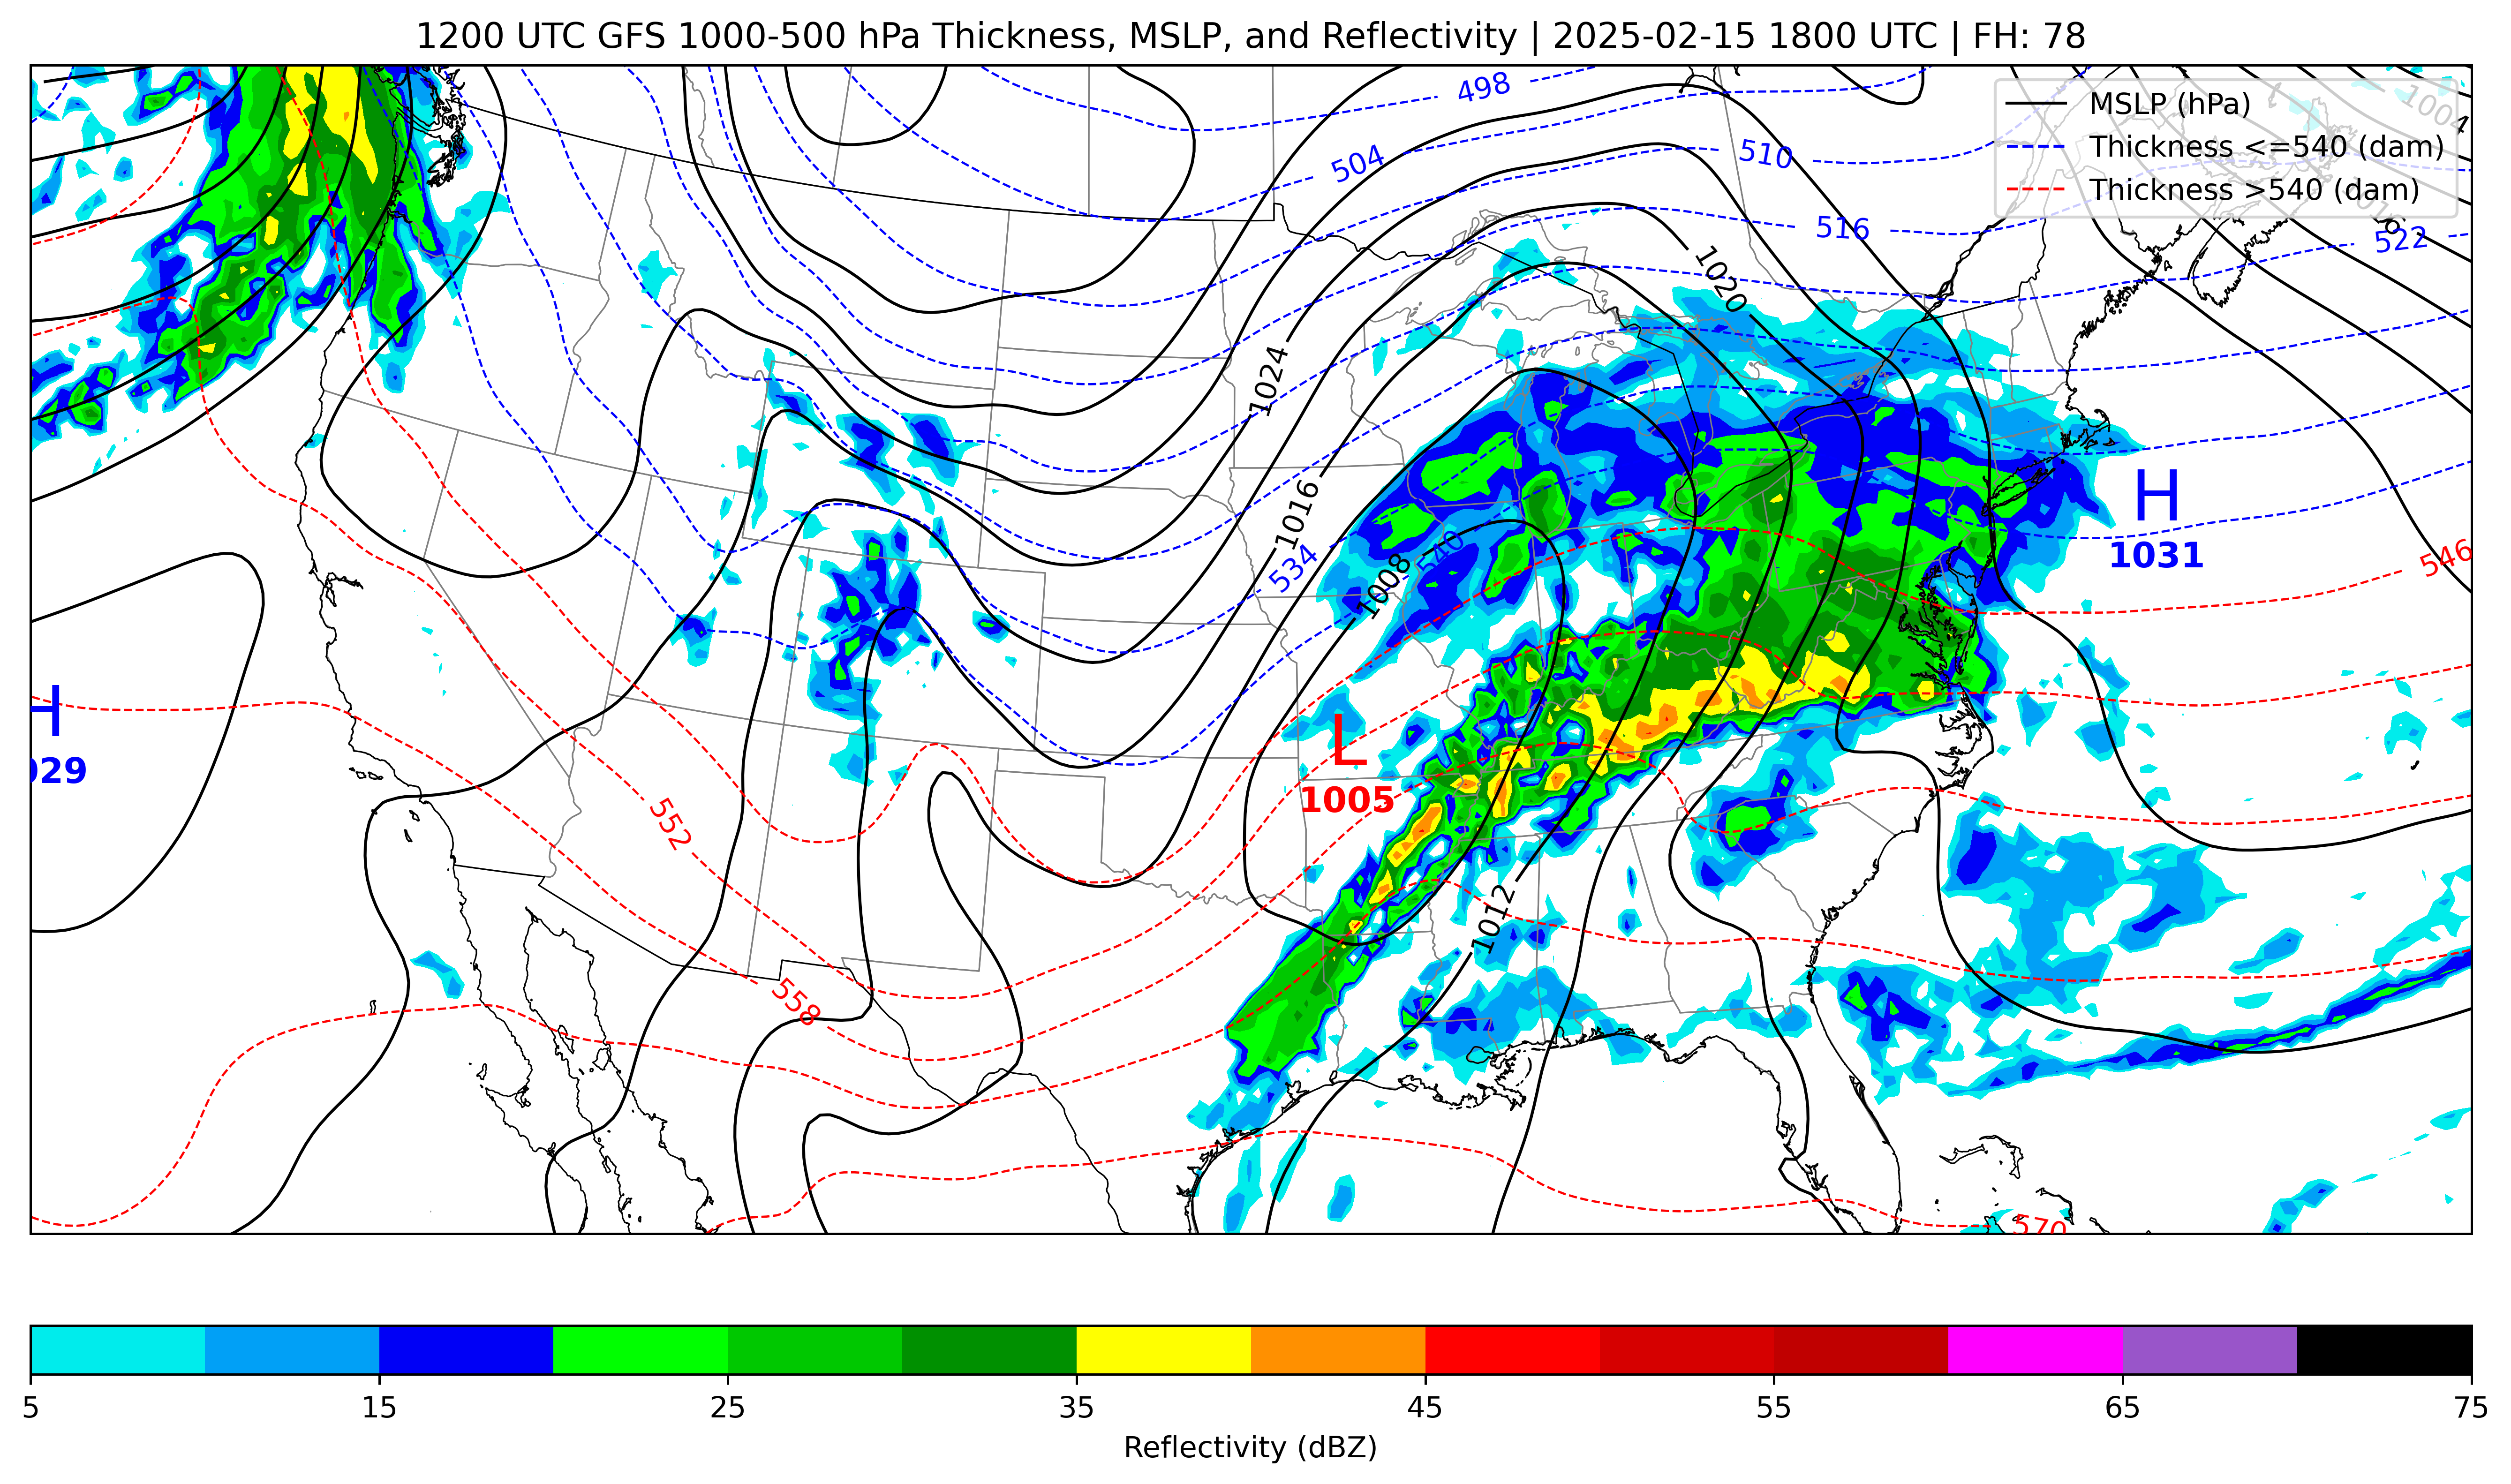 1200 UTC GFS 1000-500 hPa Thickness, MSLP, and Reflectivity | 2025-02-15 1800 UTC | FH: 78
MSLP (hPa)
Thickness <=540 (dam)
Thickness >540 (dam)
498
1004
504
510
516
522
1020
1024
1016
534
540
1008
546
H
1031
H
029
L
1005
552
1012
558
570
5 15 25 35 45 55 65 75
Reflectivity (dBZ)